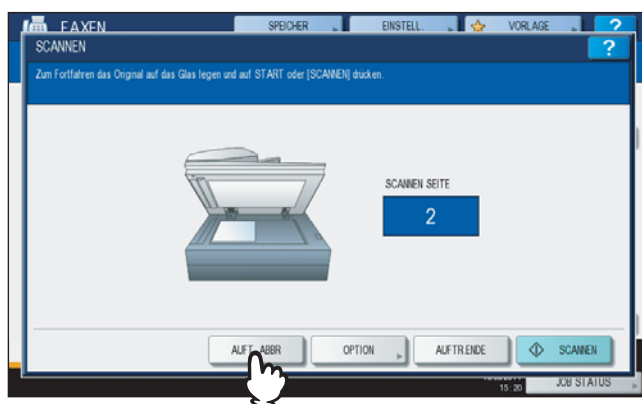 FAXEN SPEICHER EINSTELL. VORLAGE ?
SCANNEN ?
Zum Fortfahren das Original auf das Glas legen und auf START oder [SCANNEN] drücken.
SCANNEN SEITE
2
AUFT. ABBR OPTION AUFTR.ENDE SCANNEN
15:20 JOB STATUS